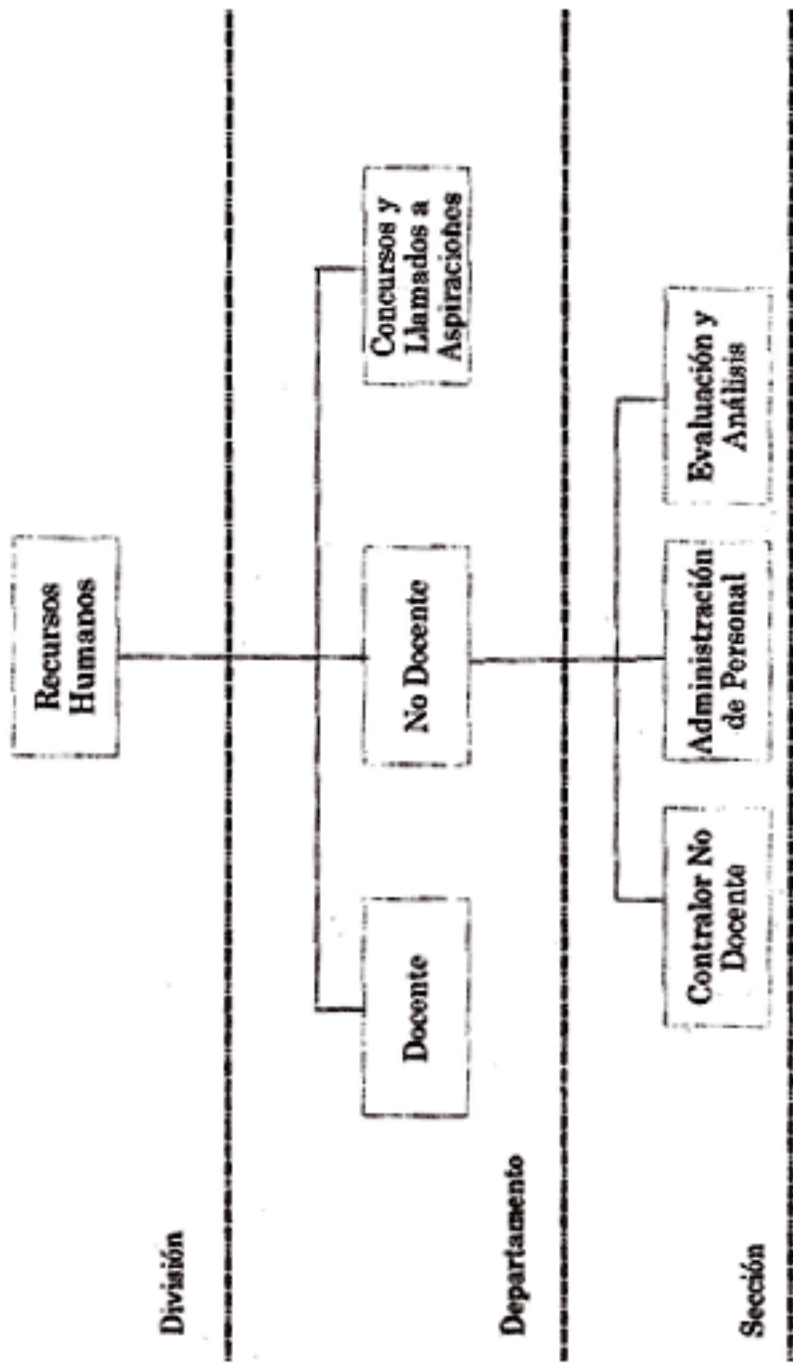 Recursos
Humanos
División
Docente
No Docente
Concursos y
Llamados a
Aspiraciones
Departamento
Contralor No
Docente
Administración
de Personal
Evaluación y
Análisis
Sección